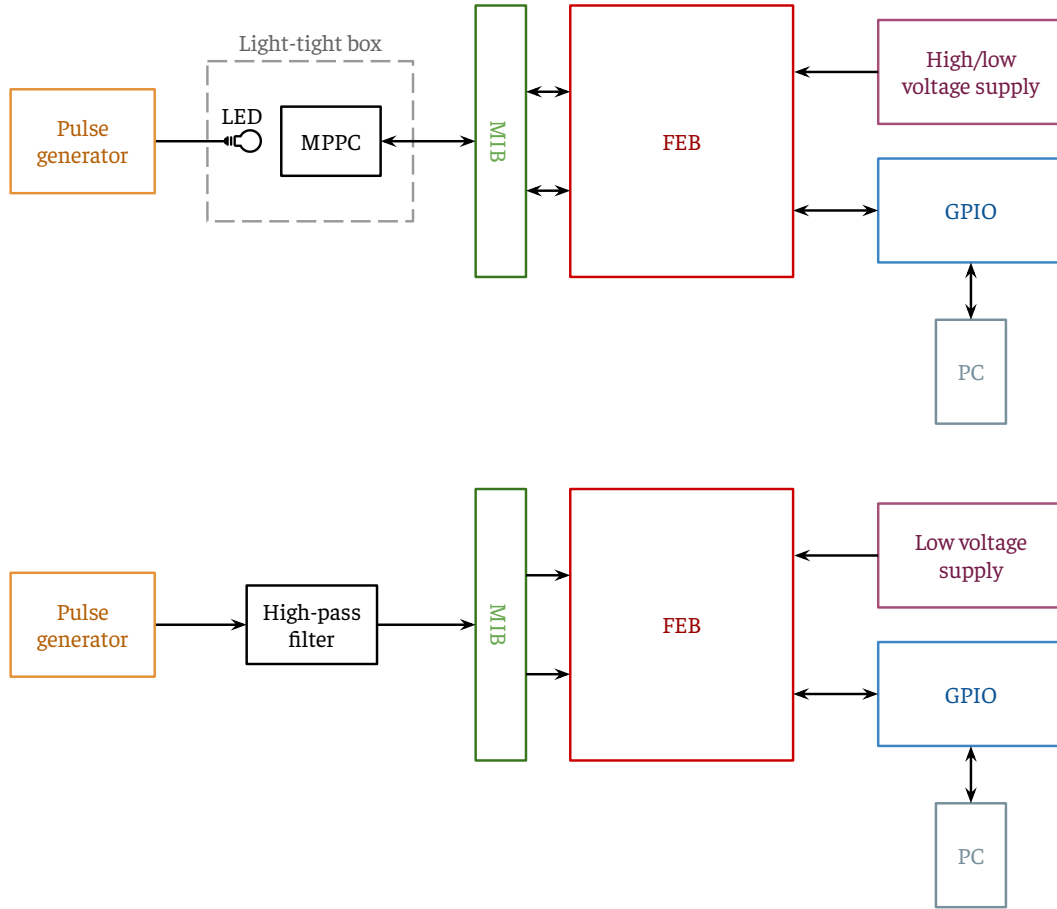 Light-tight box
Pulse
generator
LED
MPPC
MIB
FEB
High/low
voltage supply
GPIO
PC
Pulse
generator
High-pass
filter
MIB
FEB
Low voltage
supply
GPIO
PC